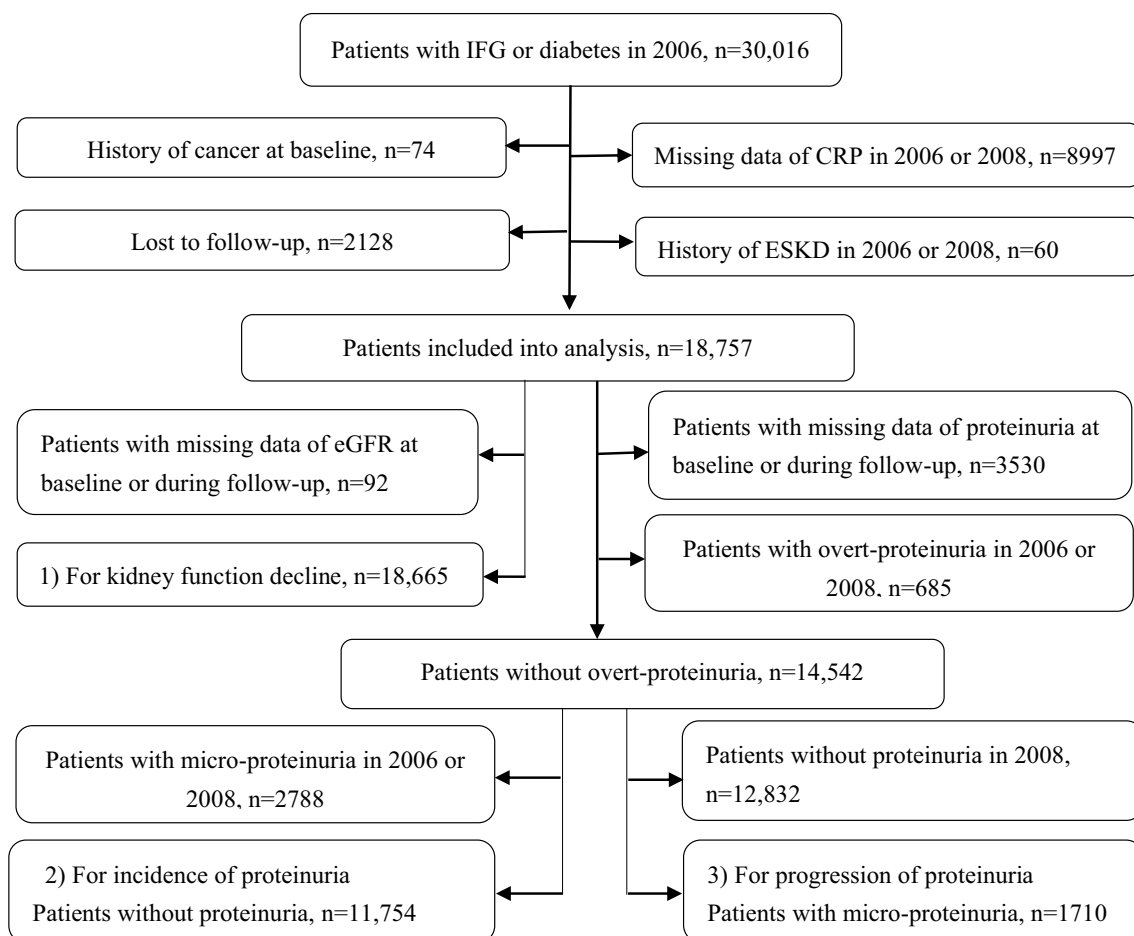 Patients with IFG or diabetes in 2006, n=30,016
History of cancer at baseline, n=74
Missing data of CRP in 2006 or 2008, n=8997
Lost to follow-up, n=2128
History of ESKD in 2006 or 2008, n=60
Patients included into analysis, n=18,757
Patients with missing data of eGFR at
baseline or during follow-up, n=92
Patients with missing data of proteinuria at
baseline or during follow-up, n=3530
1) For kidney function decline, n=18,665
Patients with overt-proteinuria in 2006 or
2008, n=685
Patients without overt-proteinuria, n=14,542
Patients with micro-proteinuria in 2006 or
2008, n=2788
Patients without proteinuria in 2008,
n=12,832
2) For incidence of proteinuria
Patients without proteinuria, n=11,754
3) For progression of proteinuria
Patients with micro-proteinuria, n=1710